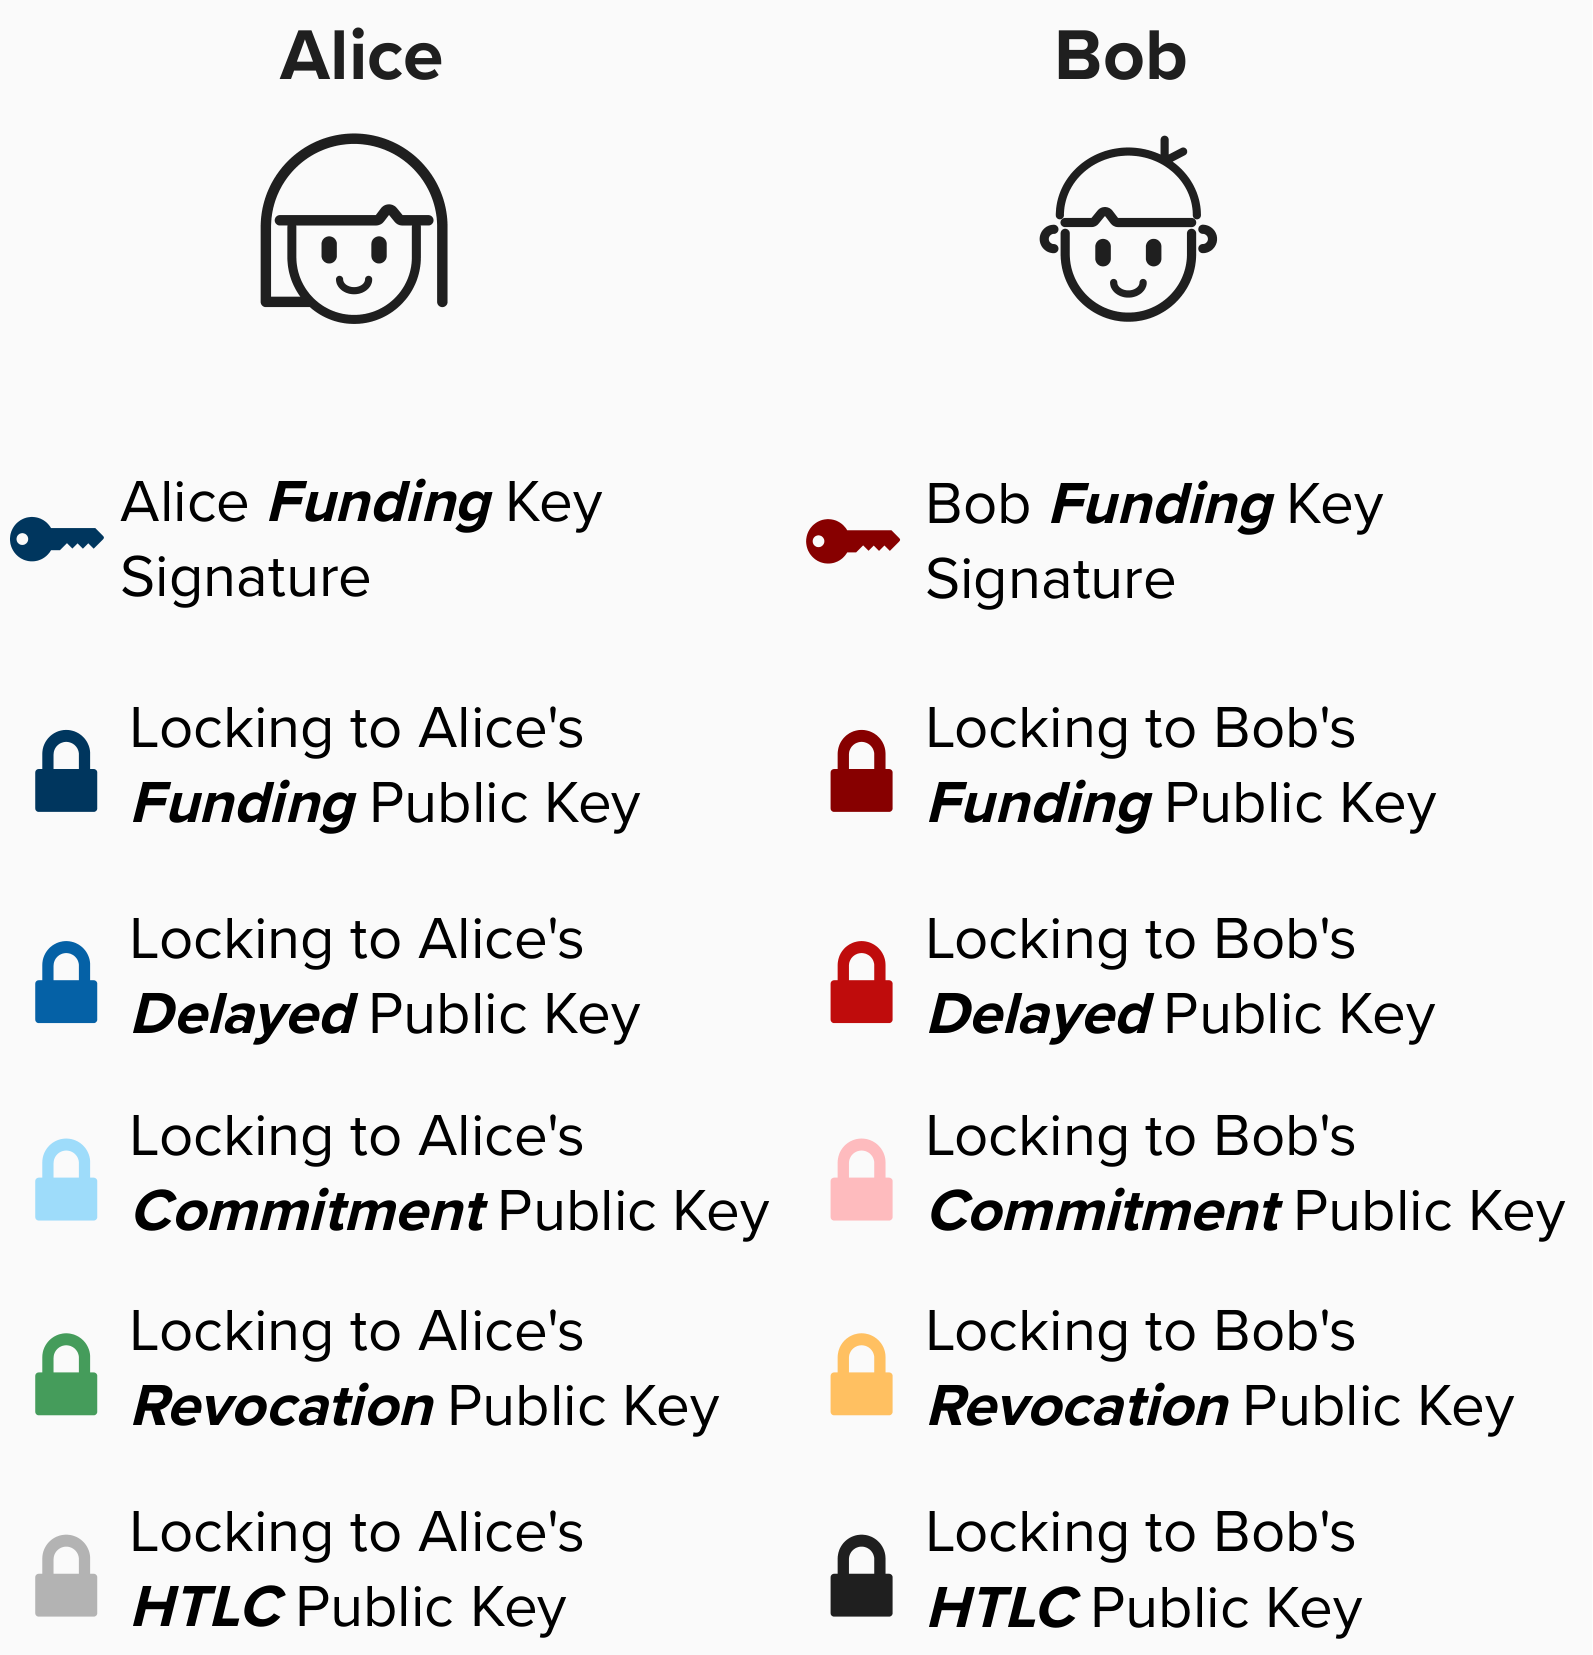 Alice
Bob
Alice Funding Key
Signature
Bob Funding Key
Signature
Locking to Alice's
Funding Public Key
Locking to Bob's
Funding Public Key
Locking to Alice's
Delayed Public Key
Locking to Bob's
Delayed Public Key
Locking to Alice's
Commitment Public Key
Locking to Bob's
Commitment Public Key
Locking to Alice's
Revocation Public Key
Locking to Bob's
Revocation Public Key
Locking to Alice's
HTLC Public Key
Locking to Bob's
HTLC Public Key